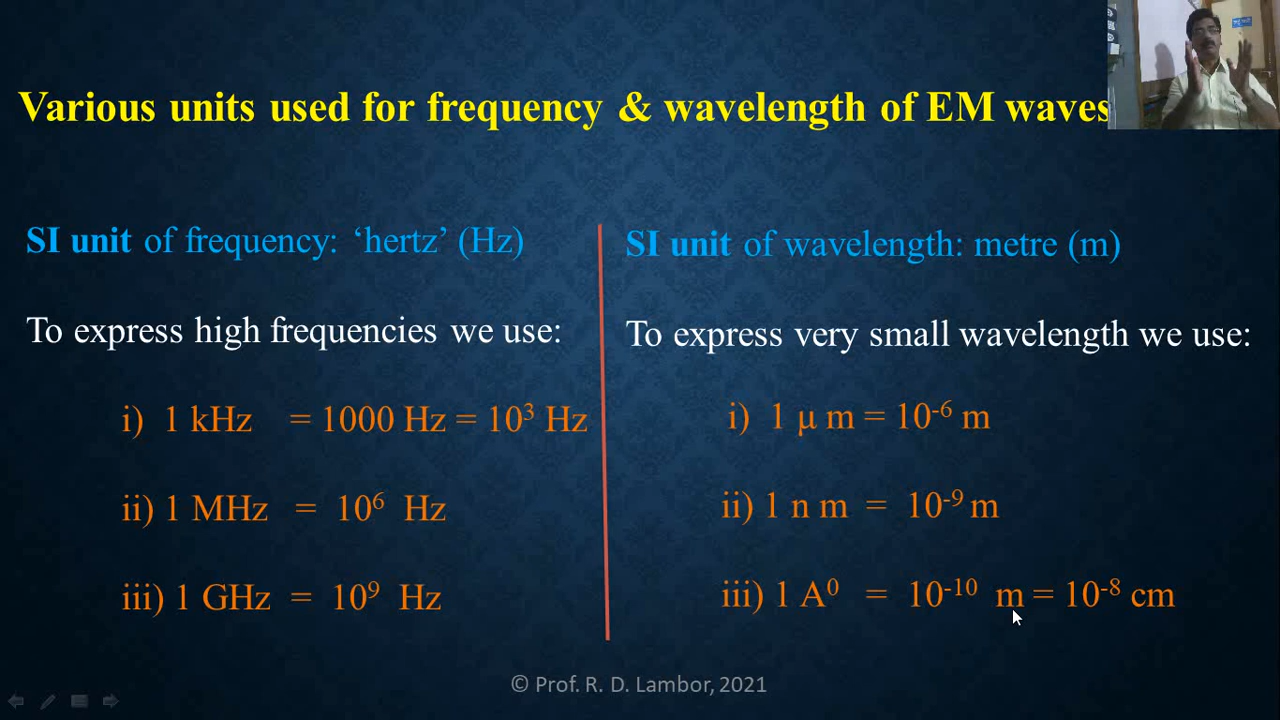 Various units used for frequency & wavelength of EM waves
SI unit of frequency: ‘hertz’ (Hz)
To express high frequencies we use:
i) 1 kHz = 1000 Hz = 10³ Hz
ii) 1 MHz = 10⁶ Hz
iii) 1 GHz = 10⁹ Hz
SI unit of wavelength: metre (m)
To express very small wavelength we use:
i) 1 μ m = 10⁻⁶ m
ii) 1 n m = 10⁻⁹ m
iii) 1 A⁰ = 10⁻¹⁰ m = 10⁻⁸ cm
© Prof. R. D. Lambor, 2021